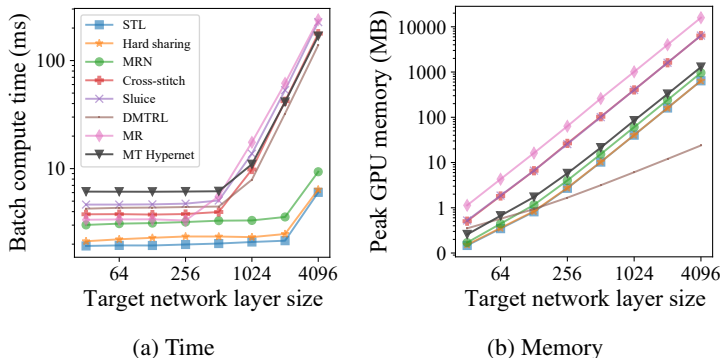 Batch compute time (ms)
100
10
STL
Hard sharing
MRN
Cross-stitch
Sluice
DMTRL
MR
MT Hypernet
64
256
1024
4096
Target network layer size
(a) Time
Peak GPU memory (MB)
10000
1000
100
10
1
0
64
256
1024
4096
Target network layer size
(b) Memory